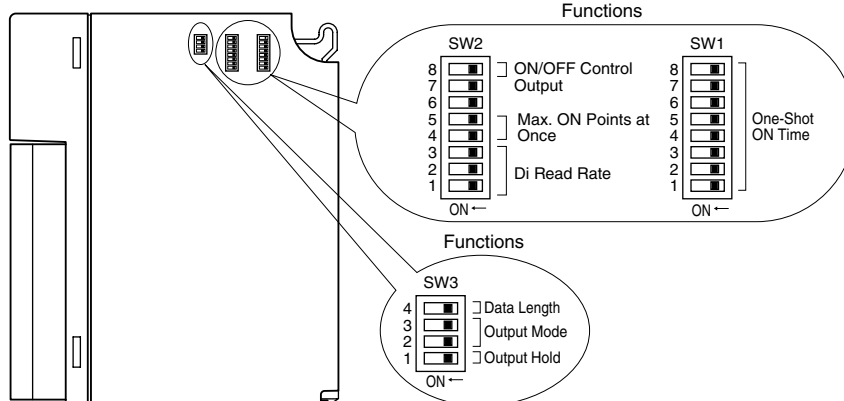 Functions
SW2
SW1
8
7
6
5
4
3
2
1
ON/OFF Control
Output
Max. ON Points at
Once
Di Read Rate
ON←
8
7
6
5
4
3
2
1
One-Shot
ON Time
ON←
Functions
SW3
4
3
2
1
Data Length
Output Mode
Output Hold
ON←